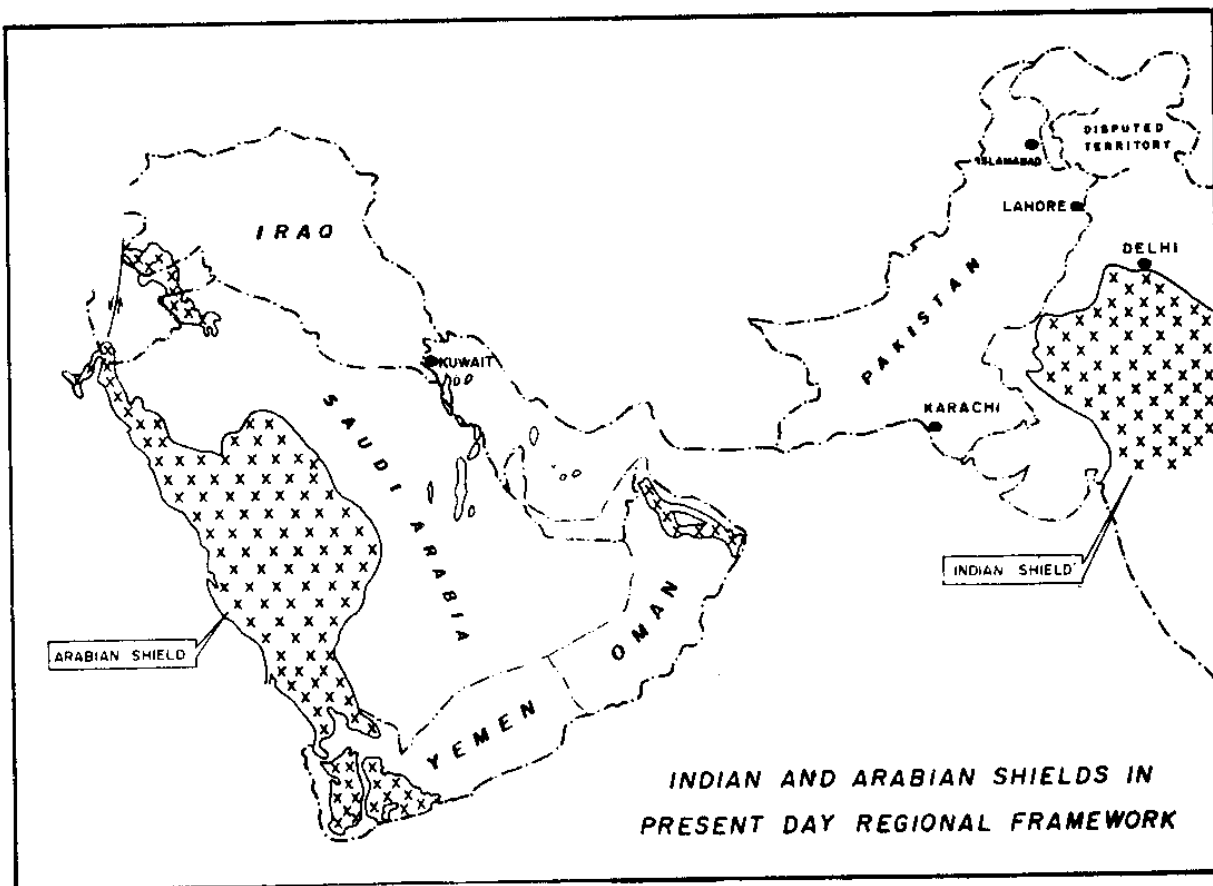 DISPUTED
TERRITORY
ISLAMABAD
LAHORE
DELHI
IRAQ
KUWAIT
PAKISTAN
SAUDI ARABIA
KARACHI
INDIAN SHIELD
OMAN
ARABIAN SHIELD
YEMEN
INDIAN AND ARABIAN SHIELDS IN
PRESENT DAY REGIONAL FRAMEWORK